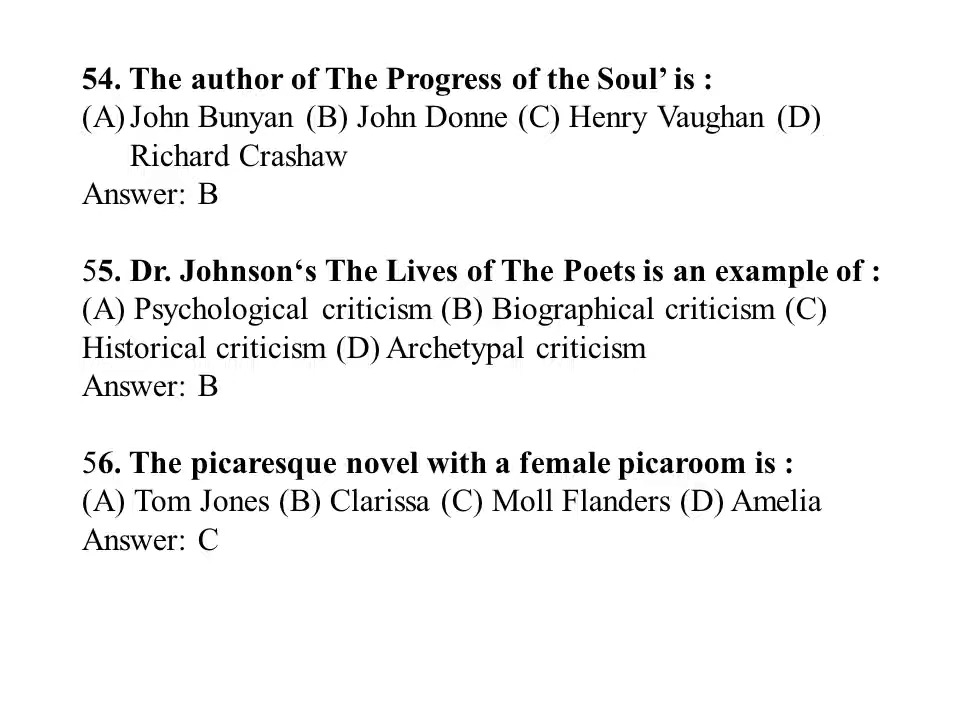 54. The author of The Progress of the Soul’ is :
(A) John Bunyan (B) John Donne (C) Henry Vaughan (D)
Richard Crashaw
Answer: B
55. Dr. Johnson‘s The Lives of The Poets is an example of :
(A) Psychological criticism (B) Biographical criticism (C)
Historical criticism (D) Archetypal criticism
Answer: B
56. The picaresque novel with a female picaroom is :
(A) Tom Jones (B) Clarissa (C) Moll Flanders (D) Amelia
Answer: C